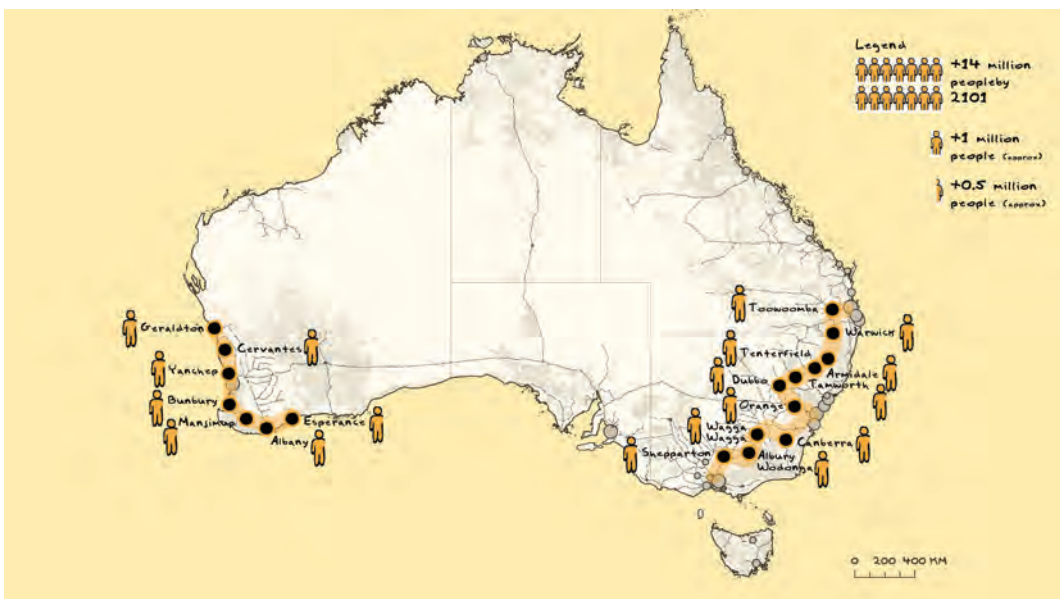 Legend
+14 million
peopleby
2101
+1 million
people (approx)
+0.5 million
people (approx)
Geraldton
Cervantes
Yanchep
Bunbury
Manjimup
Albany
Esperance
Toowoomba
Warwick
Tenterfield
Armidale
Dubbo
Tamworth
Orange
Wagga
Wagga
Canberra
Shepparton
Albury
Wodonga
0 200 400 KM